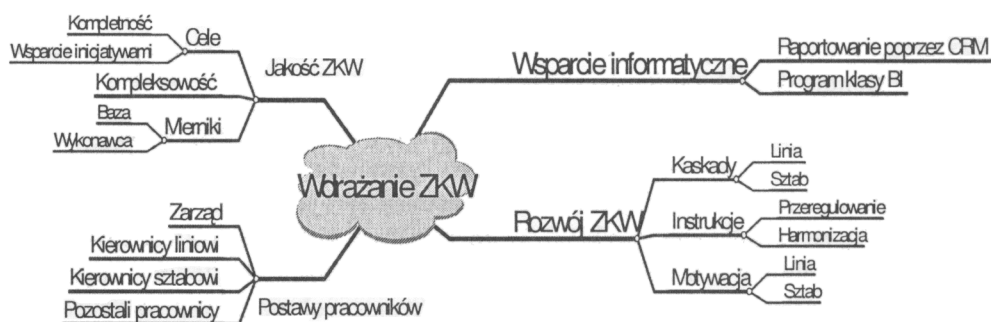 Kompletność
Wsparcie inicjatywami
Cele
Jakość ZKW
Kompleksowość
Baza
Wykonawca
Mierniki
Wsparcie informatyczne
Raportowanie poprzez CRM
Program klasy BI
Wdrażanie ZKW
Zarząd
Kierownicy liniowi
Kierownicy sztabowi
Pozostali pracownicy
Postawy pracowników
Rozwój ZKW
Kaskady
Linia
Sztab
Instrukcje
Przeregulowanie
Harmonizacja
Motywacja
Linia
Sztab